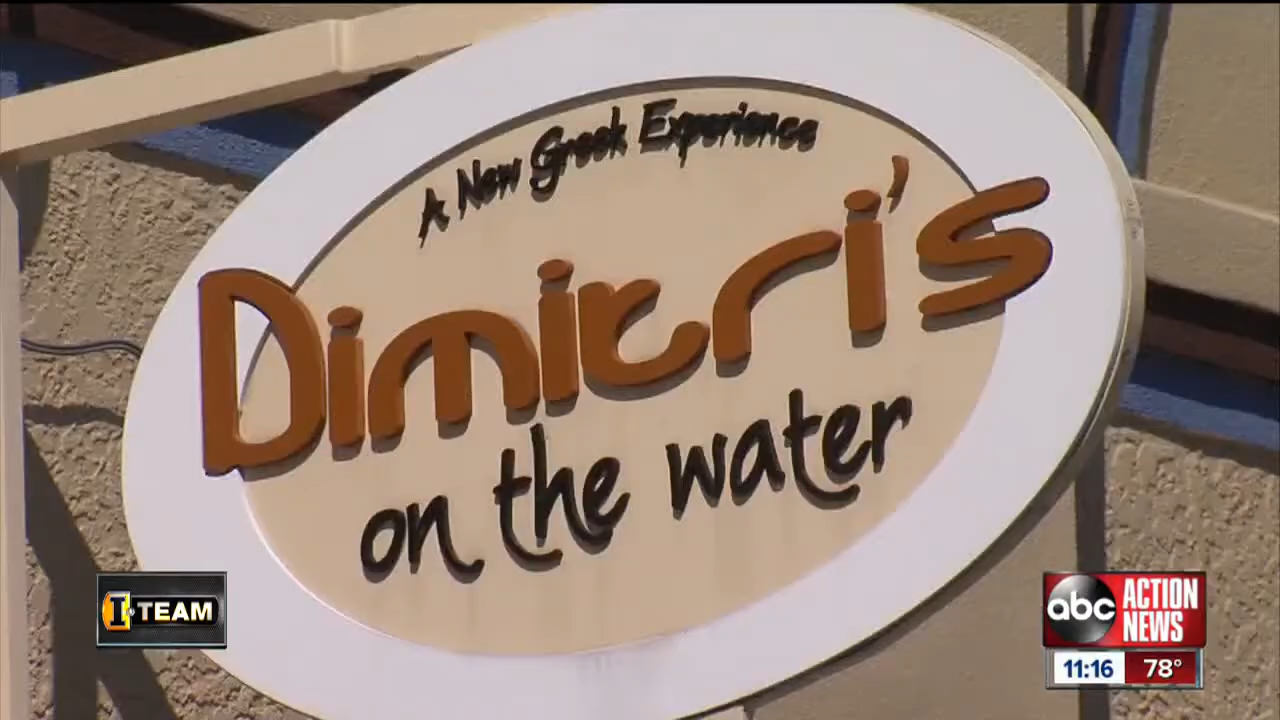 A New Greek Experience
Dimitri's
on the water
I-TEAM
abc ACTION
NEWS
11:16 78°